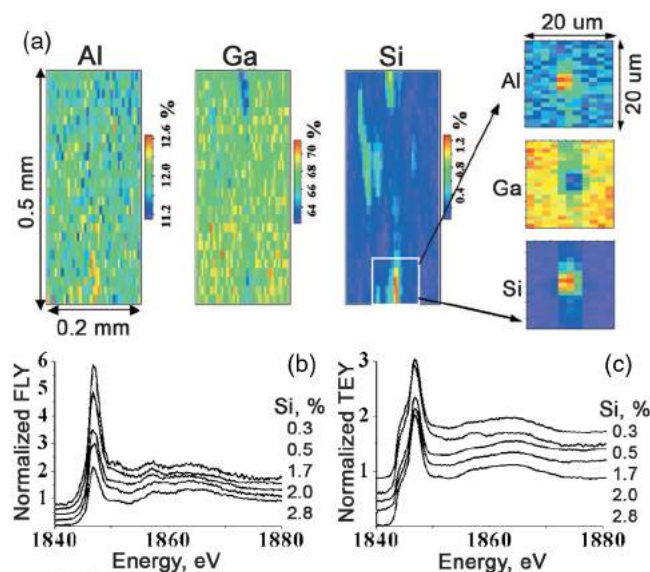 (a)
Al
Ga
Si
20 um
20 um
Al
Ga
Si
0.5 mm
0.2 mm
%
12.6
12.0
11.2
%
70
68
66
64
%
1.2
0.8
0.4
(b)
Normalized FLY
6
5
4
3
2
1
1840
1860
1880
Energy, eV
Si, %
0.3
0.5
1.7
2.0
2.8
(c)
Normalized TEY
3
2
1
1840
1860
1880
Energy, eV
Si, %
0.3
0.5
1.7
2.0
2.8